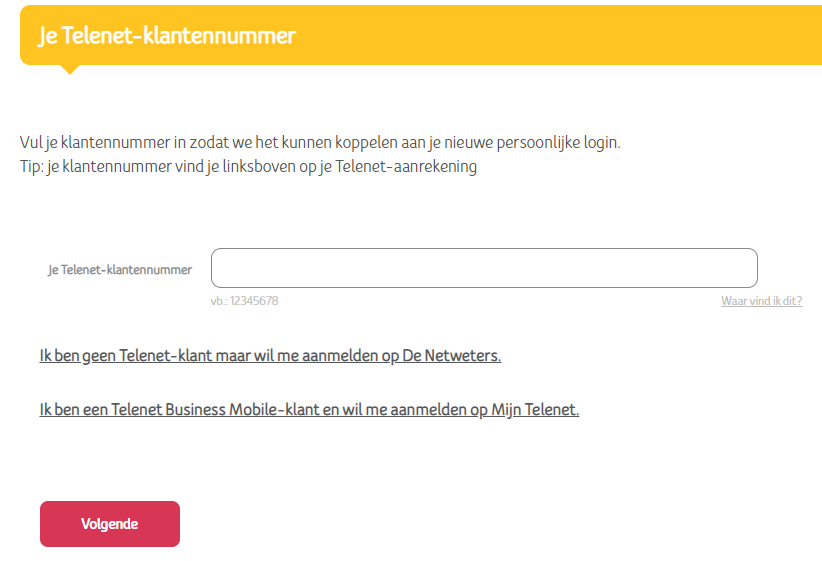 Je Telenet-klantennummer
Vul je klantennummer in zodat we het kunnen koppelen aan je nieuwe persoonlijke login.
Tip: je klantennummer vind je linksboven op je Telenet-aanrekening
Je Telenet-klantennummer
vb.: 12345678
Waar vind ik dit?
Ik ben geen Telenet-klant maar wil me aanmelden op De Netweters.
Ik ben een Telenet Business Mobile-klant en wil me aanmelden op Mijn Telenet.
Volgende